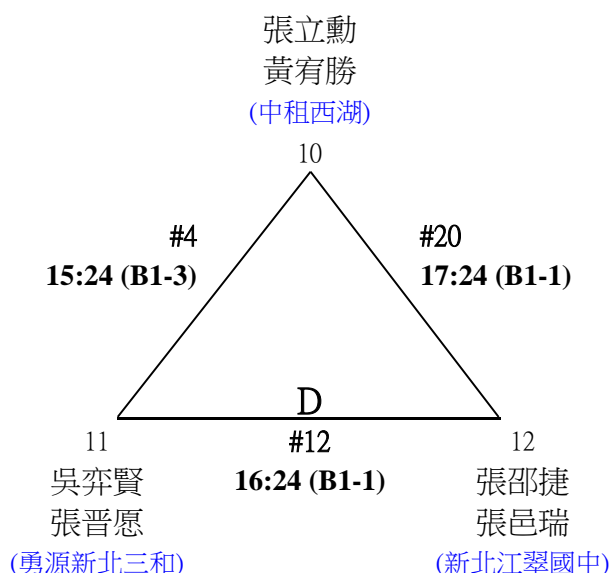 張立勳
黃宥勝
(中租西湖)
10
#4
#20
15:24 (B1-3)
17:24 (B1-1)
D
11
#12
12
吳弈賢
16:24 (B1-1)
張邵捷
張晋愿
張邑瑞
(勇源新北三和)
(新北江翠國中)